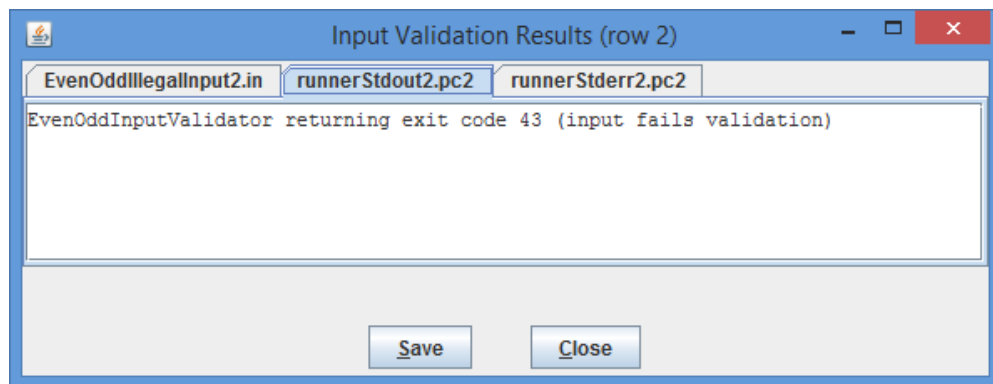 Input Validation Results (row 2)
EvenOddIllegalInput2.in runnerStdout2.pc2 runnerStderr2.pc2
EvenOddInputValidator returning exit code 43 (input fails validation)
Save Close